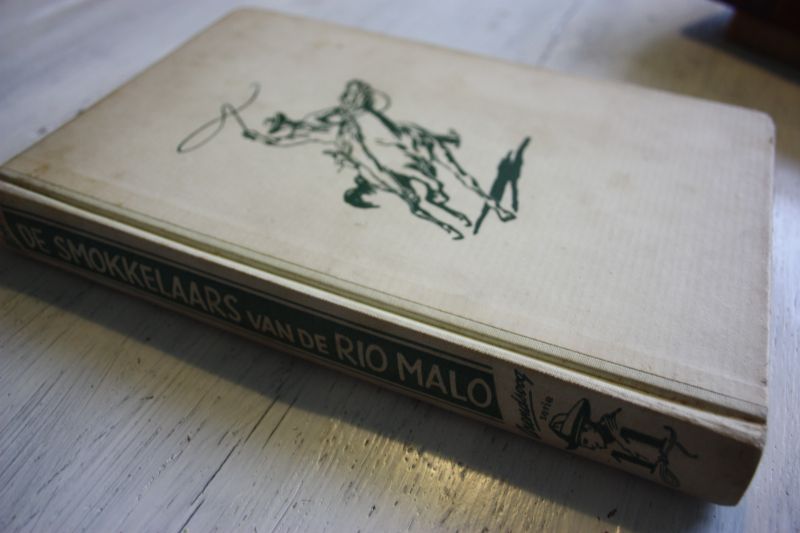 DE SMOKKELAARS VAN DE RIO MALO
serie
11